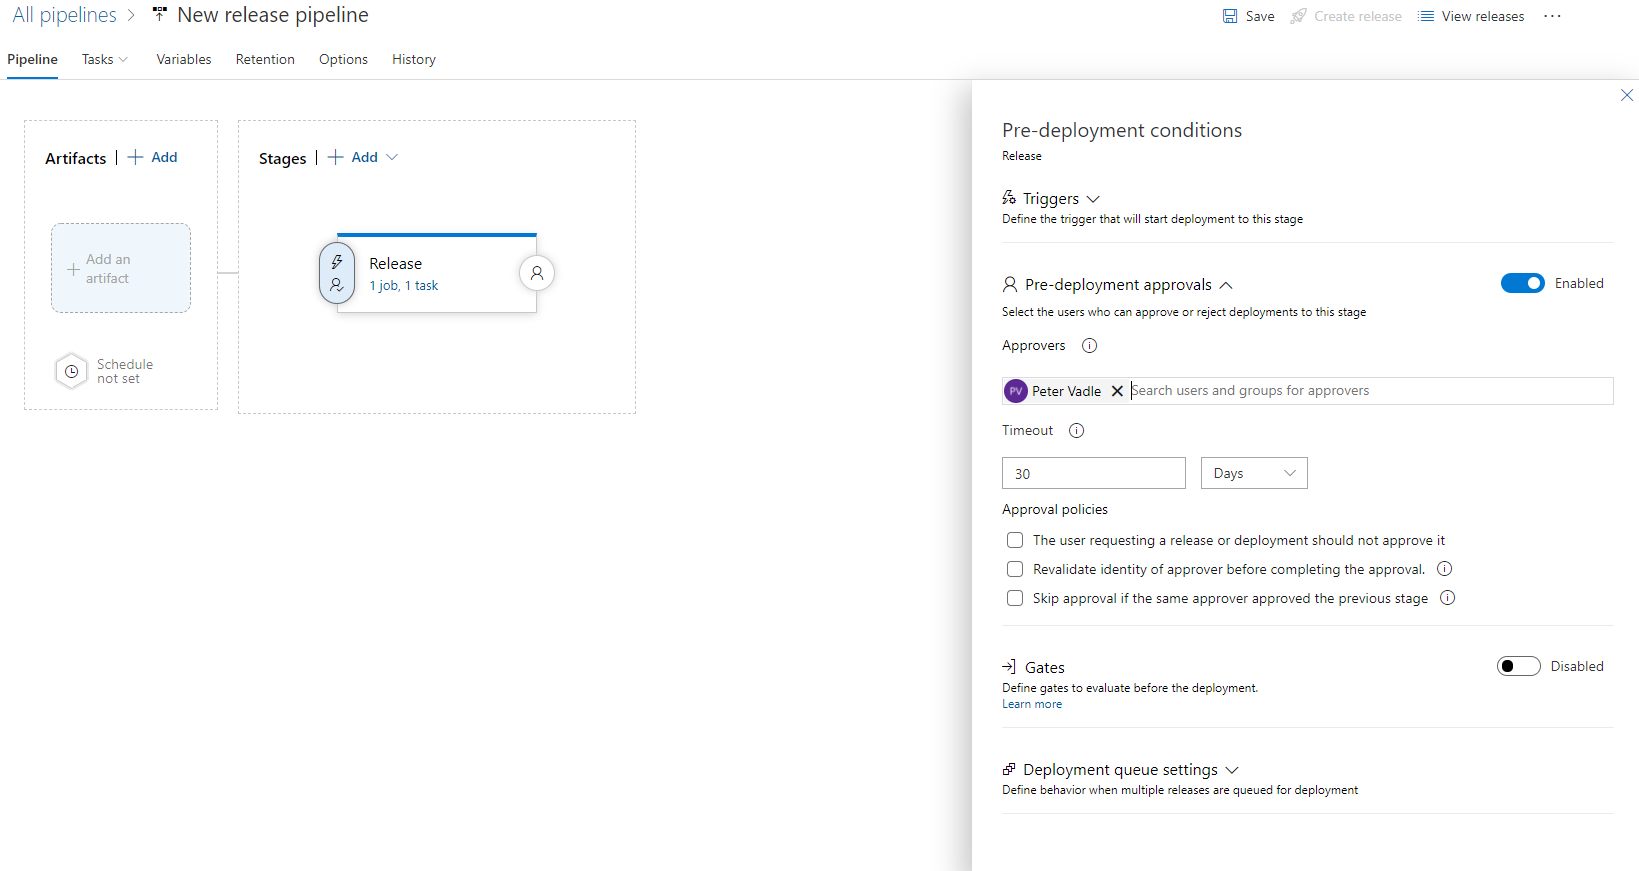 All pipelines > New release pipeline
Save Create release View releases ...
Pipeline Tasks Variables Retention Options History
Artifacts | + Add
Stages | + Add
+ Add an
artifact
Schedule
not set
Release
1 job, 1 task
Pre-deployment conditions
Release
Triggers
Define the trigger that will start deployment to this stage
Pre-deployment approvals
Enabled
Select the users who can approve or reject deployments to this stage
Approvers
PV Peter Vadle Search users and groups for approvers
Timeout
30 Days
Approval policies
The user requesting a release or deployment should not approve it
Revalidate identity of approver before completing the approval.
Skip approval if the same approver approved the previous stage
Gates
Disabled
Define gates to evaluate before the deployment.
Learn more
Deployment queue settings
Define behavior when multiple releases are queued for deployment